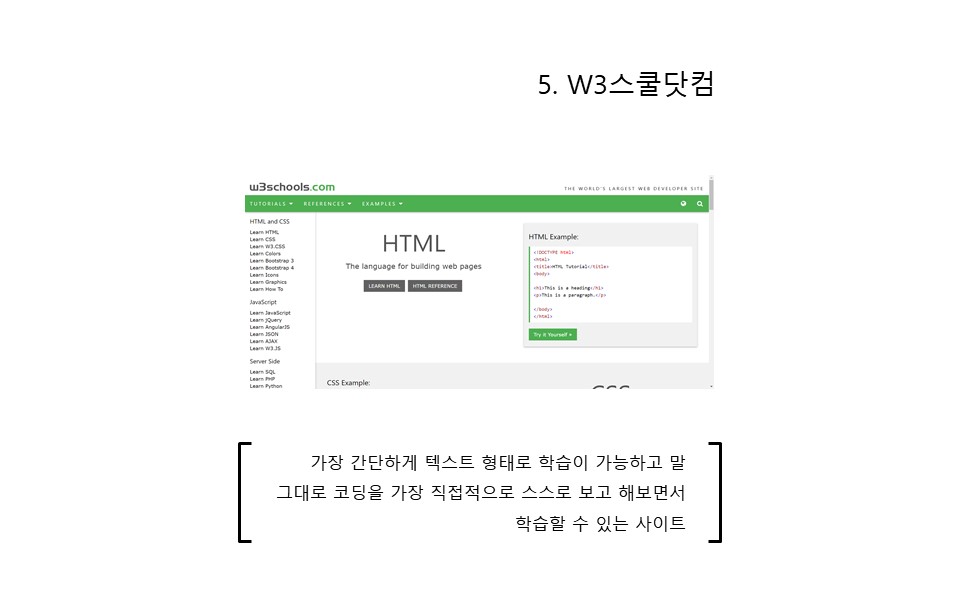 5. W3스쿨닷컴
w3schools.com
THE WORLD'S LARGEST WEB DEVELOPER SITE
TUTORIALS REFERENCES EXAMPLES
HTML and CSS
Learn HTML
Learn CSS
Learn W3.CSS
Learn Colors
Learn Bootstrap 3
Learn Bootstrap 4
Learn Icons
Learn Graphics
Learn How To
JavaScript
Learn JavaScript
Learn jQuery
Learn AngularJS
Learn JSON
Learn AJAX
Learn W3.JS
Server Side
Learn SQL
Learn PHP
Learn Python
HTML
The language for building web pages
LEARN HTML HTML REFERENCE
HTML Example:
<!DOCTYPE html>
<html>
<title>HTML Tutorial</title>
<body>
<h1>This is a heading</h1>
<p>This is a paragraph.</p>
</body>
</html>
Try it Yourself »
CSS Example:
CSS
가장 간단하게 텍스트 형태로 학습이 가능하고 말
그대로 코딩을 가장 직접적으로 스스로 보고 해보면서
학습할 수 있는 사이트